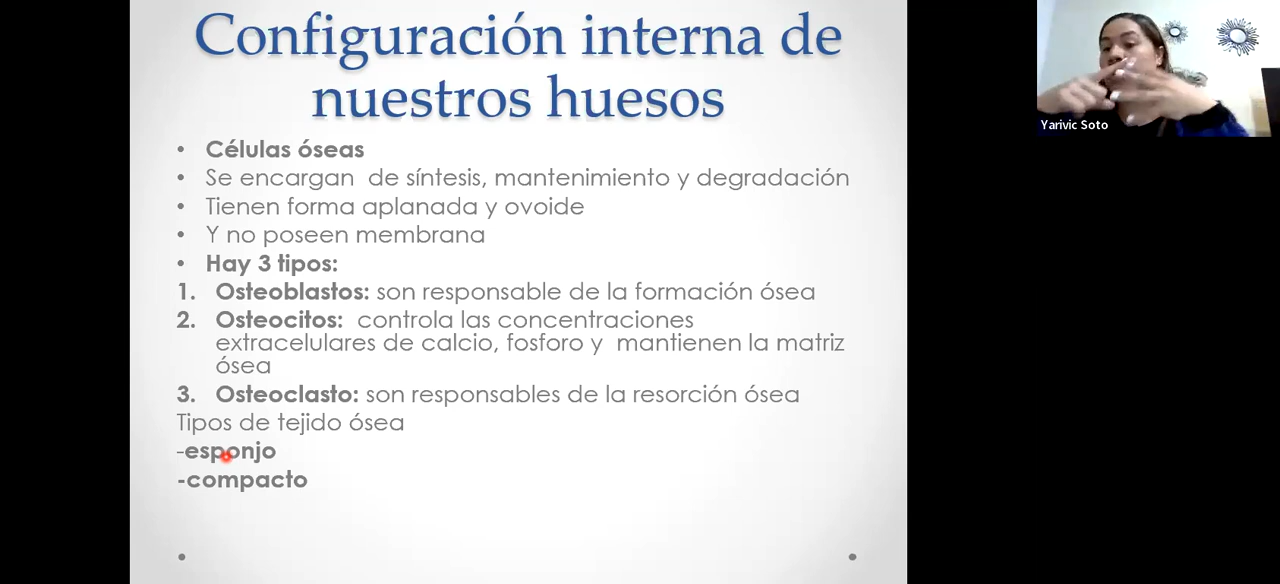 Configuración interna de
nuestros huesos
• Células óseas
• Se encargan de síntesis, mantenimiento y degradación
• Tienen forma aplanada y ovoide
• Y no poseen membrana
• Hay 3 tipos:
1. Osteoblastos: son responsable de la formación ósea
2. Osteocitos: controla las concentraciones
extracelulares de calcio, fosforo y mantienen la matriz
ósea
3. Osteoclasto: son responsables de la resorción ósea
Tipos de tejido ósea
-esponjo
-compacto
Yarivic Soto